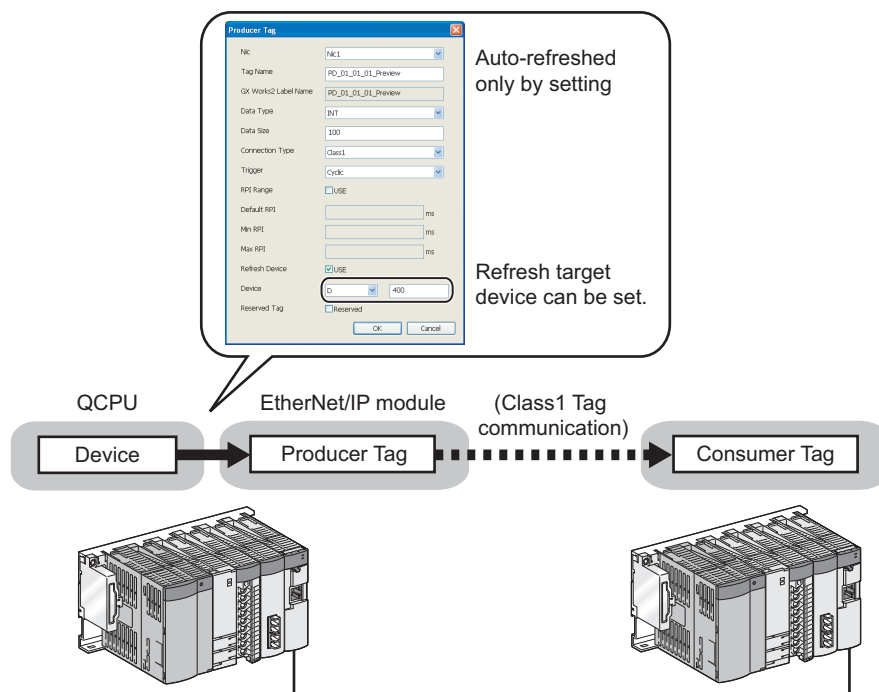 Producer Tag
Nic
Nic1
Tag Name
PD_01_01_01_Preview
GX Works2 Label Name
PD_01_01_01_Preview
Data Type
INT
Data Size
100
Connection Type
Class1
Trigger
Cyclic
RPI Range
USE
Default RPI
ms
Min RPI
ms
Max RPI
ms
Refresh Device
USE
Device
D
400
Reserved Tag
Reserved
OK
Cancel
Auto-refreshed
only by setting
Refresh target
device can be set.
QCPU
EtherNet/IP module
(Class1 Tag
communication)
Device
Producer Tag
Consumer Tag